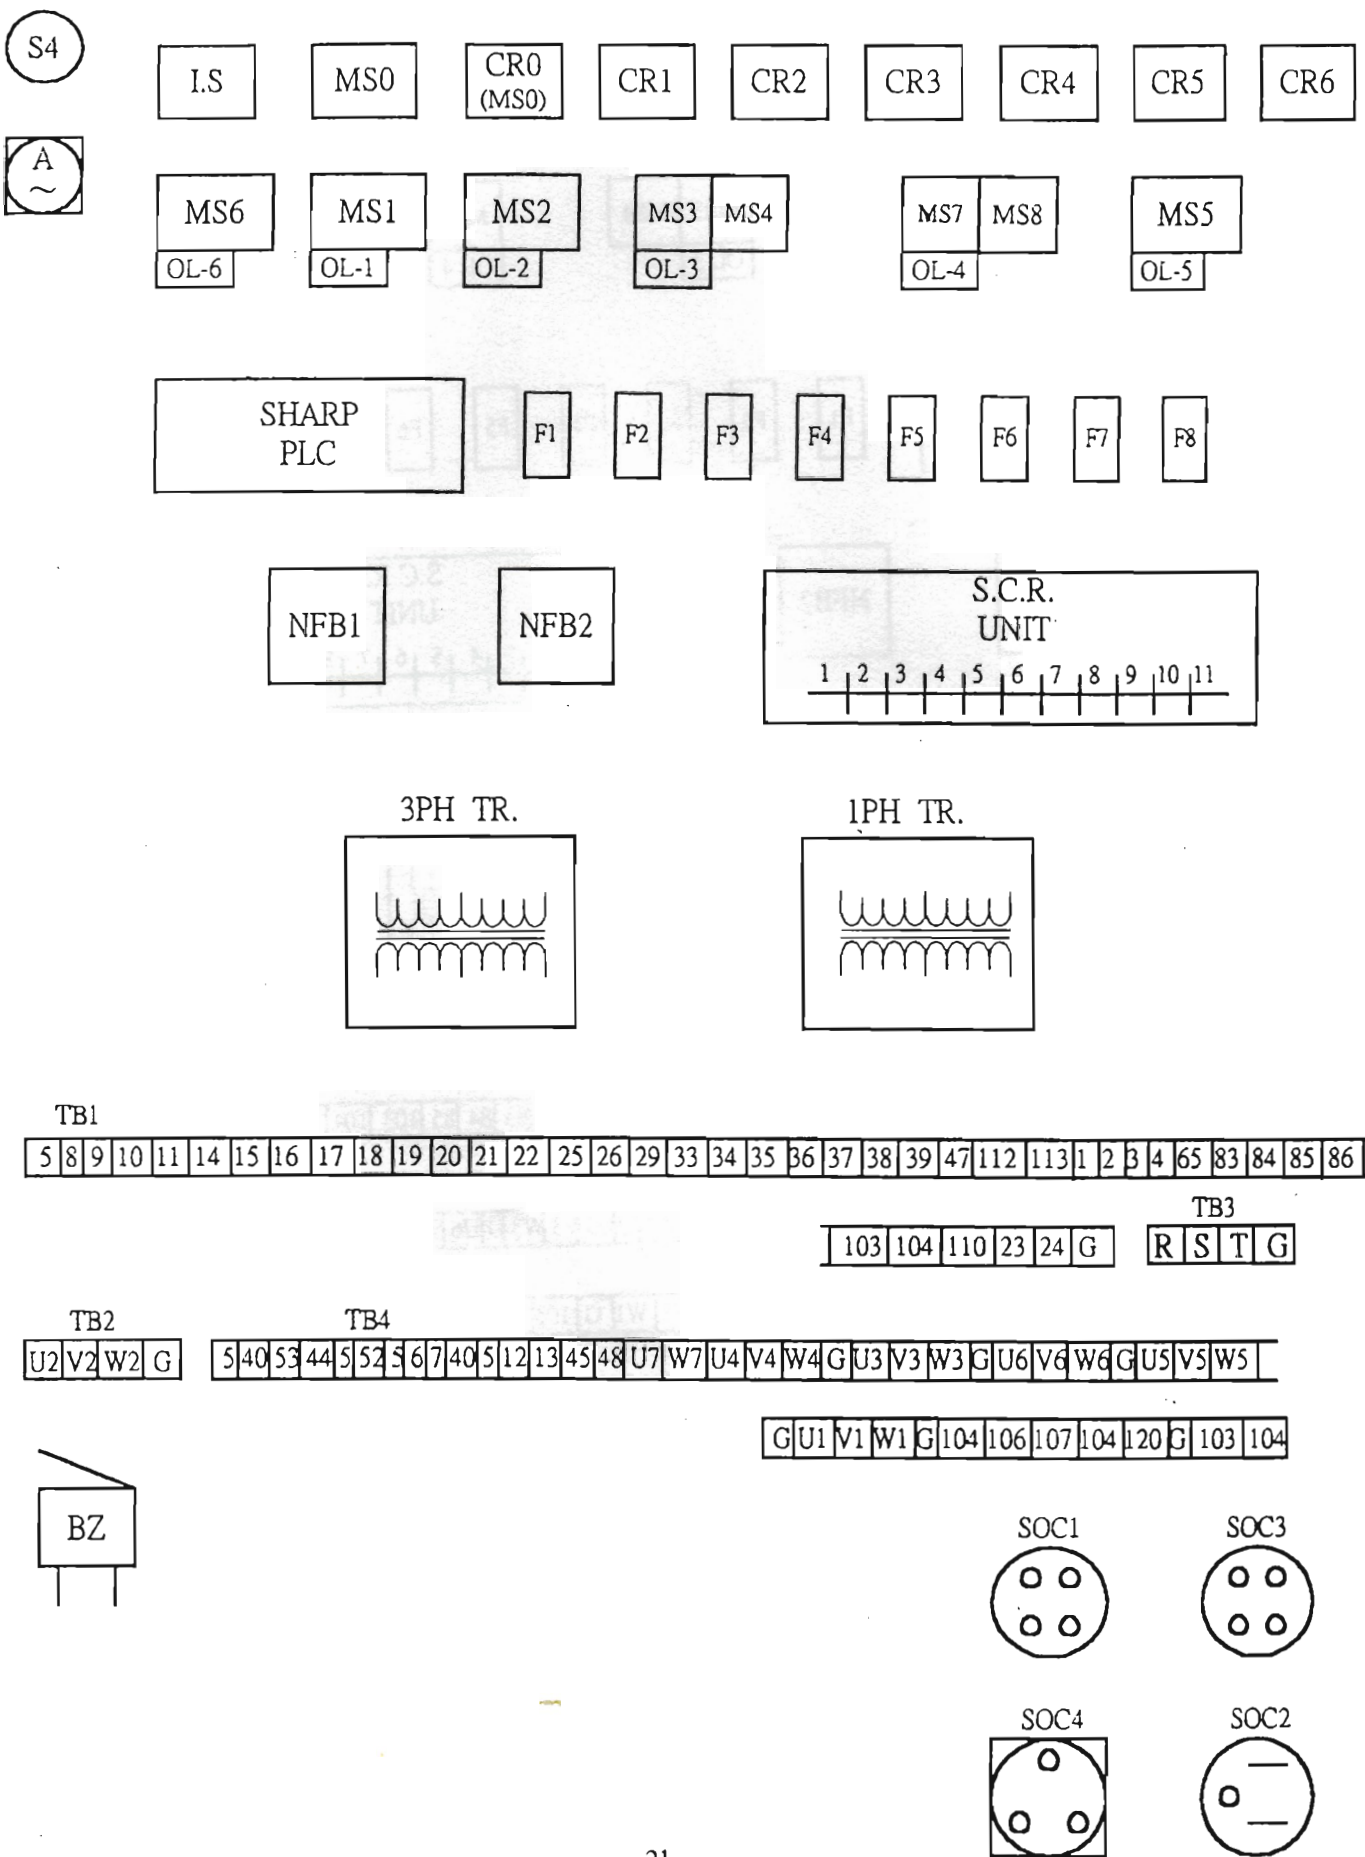 S4
I.S MS0 CR0 CR1 CR2 CR3 CR4 CR5 CR6
(MS0)
A
~
MS6 MS1 MS2 MS3 MS4 MS7 MS8 MS5
OL-6 OL-1 OL-2 OL-3 OL-4 OL-5
SHARP
PLC
F1 F2 F3 F4 F5 F6 F7 F8
NFB1 NFB2
S.C.R.
UNIT
1 2 3 4 5 6 7 8 9 10 11
3PH TR. 1PH TR.
TB1
5 8 9 10 11 14 15 16 17 18 19 20 21 22 25 26 29 33 34 35 36 37 38 39 47 112 113 1 2 3 4 65 83 84 85 86
TB3
103 104 110 23 24 G R S T G
TB2 TB4
U2 V2 W2 G 5 40 53 44 5 52 5 6 7 40 5 12 13 45 48 U7 W7 U4 V4 W4 G U3 V3 W3 G U6 V6 W6 G U5 V5 W5
G U1 V1 W1 G 104 106 107 104 120 G 103 104
BZ
SOC1 SOC3
SOC4 SOC2